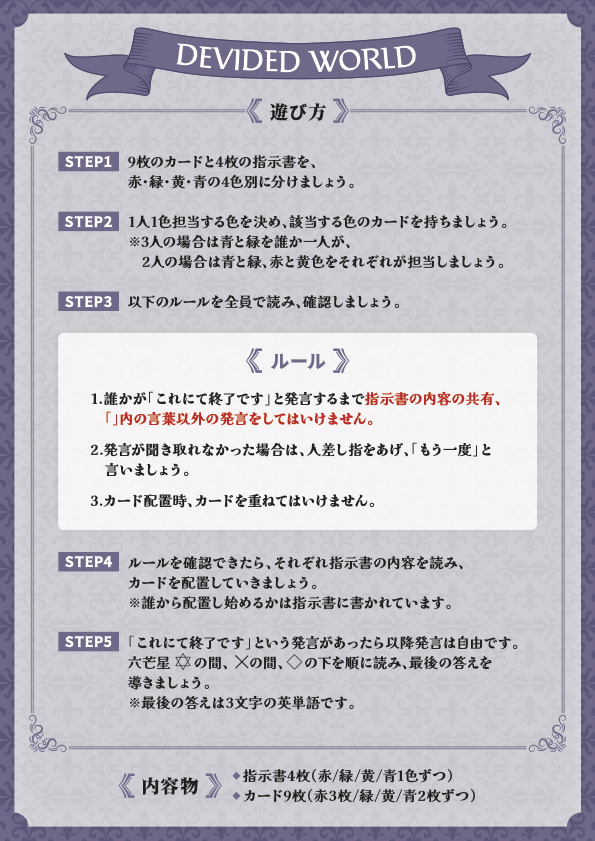 DEVIDED WORLD
《 遊び方 》
STEP1 9枚のカードと4枚の指示書を、
赤・緑・黄・青の4色別に分けましょう。
STEP2 1人1色担当する色を決め、該当する色のカードを持ちましょう。
※3人の場合は青と緑を誰か一人が、
2人の場合は青と緑、赤と黄色をそれぞれが担当しましょう。
STEP3 以下のルールを全員で読み、確認しましょう。
《 ルール 》
1.誰かが「これにて終了です」と発言するまで指示書の内容の共有、
「」内の言葉以外の発言をしてはいけません。
2.発言が聞き取れなかった場合は、人差し指をあげ、「もう一度」と
言いましょう。
3.カード配置時、カードを重ねてはいけません。
STEP4 ルールを確認できたら、それぞれ指示書の内容を読み、
カードを配置していきましょう。
※誰から配置し始めるかは指示書に書かれています。
STEP5 「これにて終了です」という発言があったら以降発言は自由です。
六芒星 ✡ の間、╳の間、◇の下を順に読み、最後の答えを
導きましょう。
※最後の答えは3文字の英単語です。
《 内容物 》
◆指示書4枚(赤/緑/黄/青1色ずつ)
◆カード9枚(赤3枚/緑/黄/青2枚ずつ)